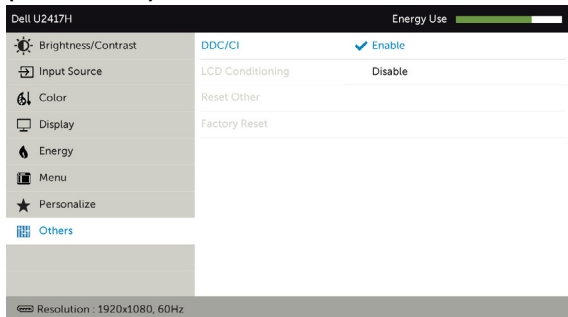 Dell U2417H
Energy Use
Brightness/Contrast
Input Source
Color
Display
Energy
Menu
Personalize
Others
DDC/CI
Enable
LCD Conditioning
Disable
Reset Other
Factory Reset
Resolution : 1920x1080, 60Hz